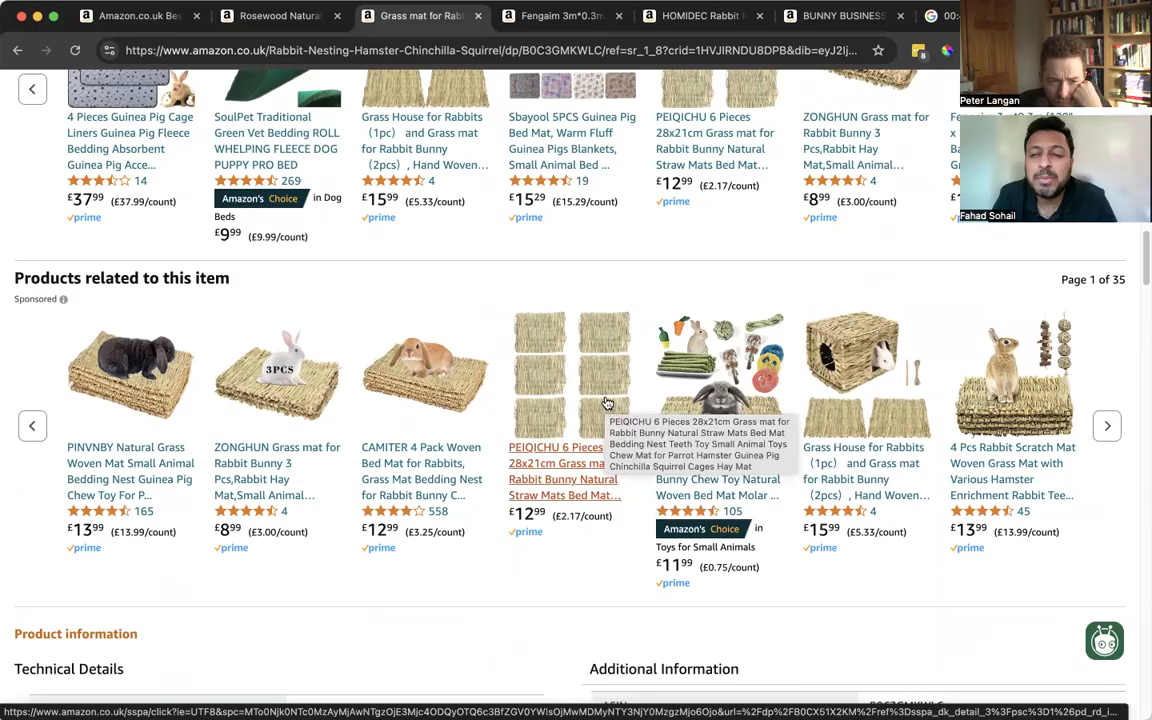 Amazon.co.uk Bes
Rosewood Natural
Grass mat for Rabl
Fengaim 3m*0.3m
HOMIDEC Rabbit F
BUNNY BUSINESS
https://www.amazon.co.uk/Rabbit-Nesting-Hamster-Chinchilla-Squirrel/dp/B0C3GMKWLC/ref=sr_1_8?crid=1HVJIRNDU8DPB&dib=eyJ2Ij...
Peter Langan
Fahad Sohail
4 Pieces Guinea Pig Cage
Liners Guinea Pig Fleece
Bedding Absorbent
Guinea Pig Acce...
14
£37.99 (£37.99/count)
prime
SoulPet Traditional
Green Vet Bedding ROLL
WHELPING FLEECE DOG
PUPPY PRO BED
269
Amazon's Choice in Dog
Beds
£9.99 (£9.99/count)
Grass House for Rabbits
（1pc） and Grass mat
for Rabbit Bunny
（2pcs）, Hand Woven...
4
£15.99 (£5.33/count)
prime
Sbayool 5PCS Guinea Pig
Bed Mat, Warm Fluff
Guinea Pigs Blankets,
Small Animal Bed ...
19
£15.29 (£15.29/count)
prime
PEIQICHU 6 Pieces
28x21cm Grass mat for
Rabbit Bunny Natural
Straw Mats Bed Mat...
£12.99 (£2.17/count)
prime
ZONGHUN Grass mat
for Rabbit Bunny 3
Pcs,Rabbit Hay
Mat,Small Animal...
4
£8.99 (£3.00/count)
prime
Products related to this item
Page 1 of 35
Sponsored
3PCS
PINVNBY Natural Grass
Woven Mat Small Animal
Bedding Nest Guinea Pig
Chew Toy For P...
165
£13.99 (£13.99/count)
prime
ZONGHUN Grass mat for
Rabbit Bunny 3
Pcs,Rabbit Hay
Mat,Small Animal...
4
£8.99 (£3.00/count)
prime
CAMITER 4 Pack Woven
Bed Mat for Rabbits,
Grass Mat Bedding Nest
for Rabbit Bunny C...
558
£12.99 (£3.25/count)
prime
PEIQICHU 6 Pieces
28x21cm Grass ma
Rabbit Bunny Natural
Straw Mats Bed Mat...
£12.99 (£2.17/count)
prime
PEIQICHU 6 Pieces 28x21cm Grass mat for
Rabbit Bunny Natural Straw Mats Bed Mat
Bedding Nest Teeth Toy Small Animal Toys
Chew Mat for Parrot Hamster Guinea Pig
Chinchilla Squirrel Cages Hay Mat
Bunny Chew Toy Natural
Woven Bed Mat Molar ...
105
Amazon's Choice in
Toys for Small Animals
£11.99 (£0.75/count)
prime
Grass House for Rabbits
（1pc） and Grass mat
for Rabbit Bunny
（2pcs）, Hand Woven...
4
£15.99 (£5.33/count)
prime
4 Pcs Rabbit Scratch Mat
Woven Grass Mat with
Various Hamster
Enrichment Rabbit Tee...
45
£13.99 (£13.99/count)
prime
Product information
Technical Details
Additional Information